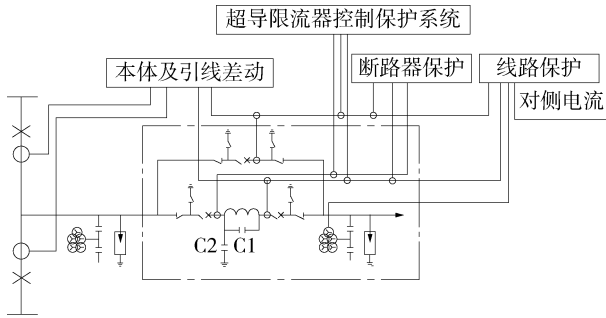 超导限流器控制保护系统
本体及引线差动
断路器保护
线路保护
对侧电流
C2 C1